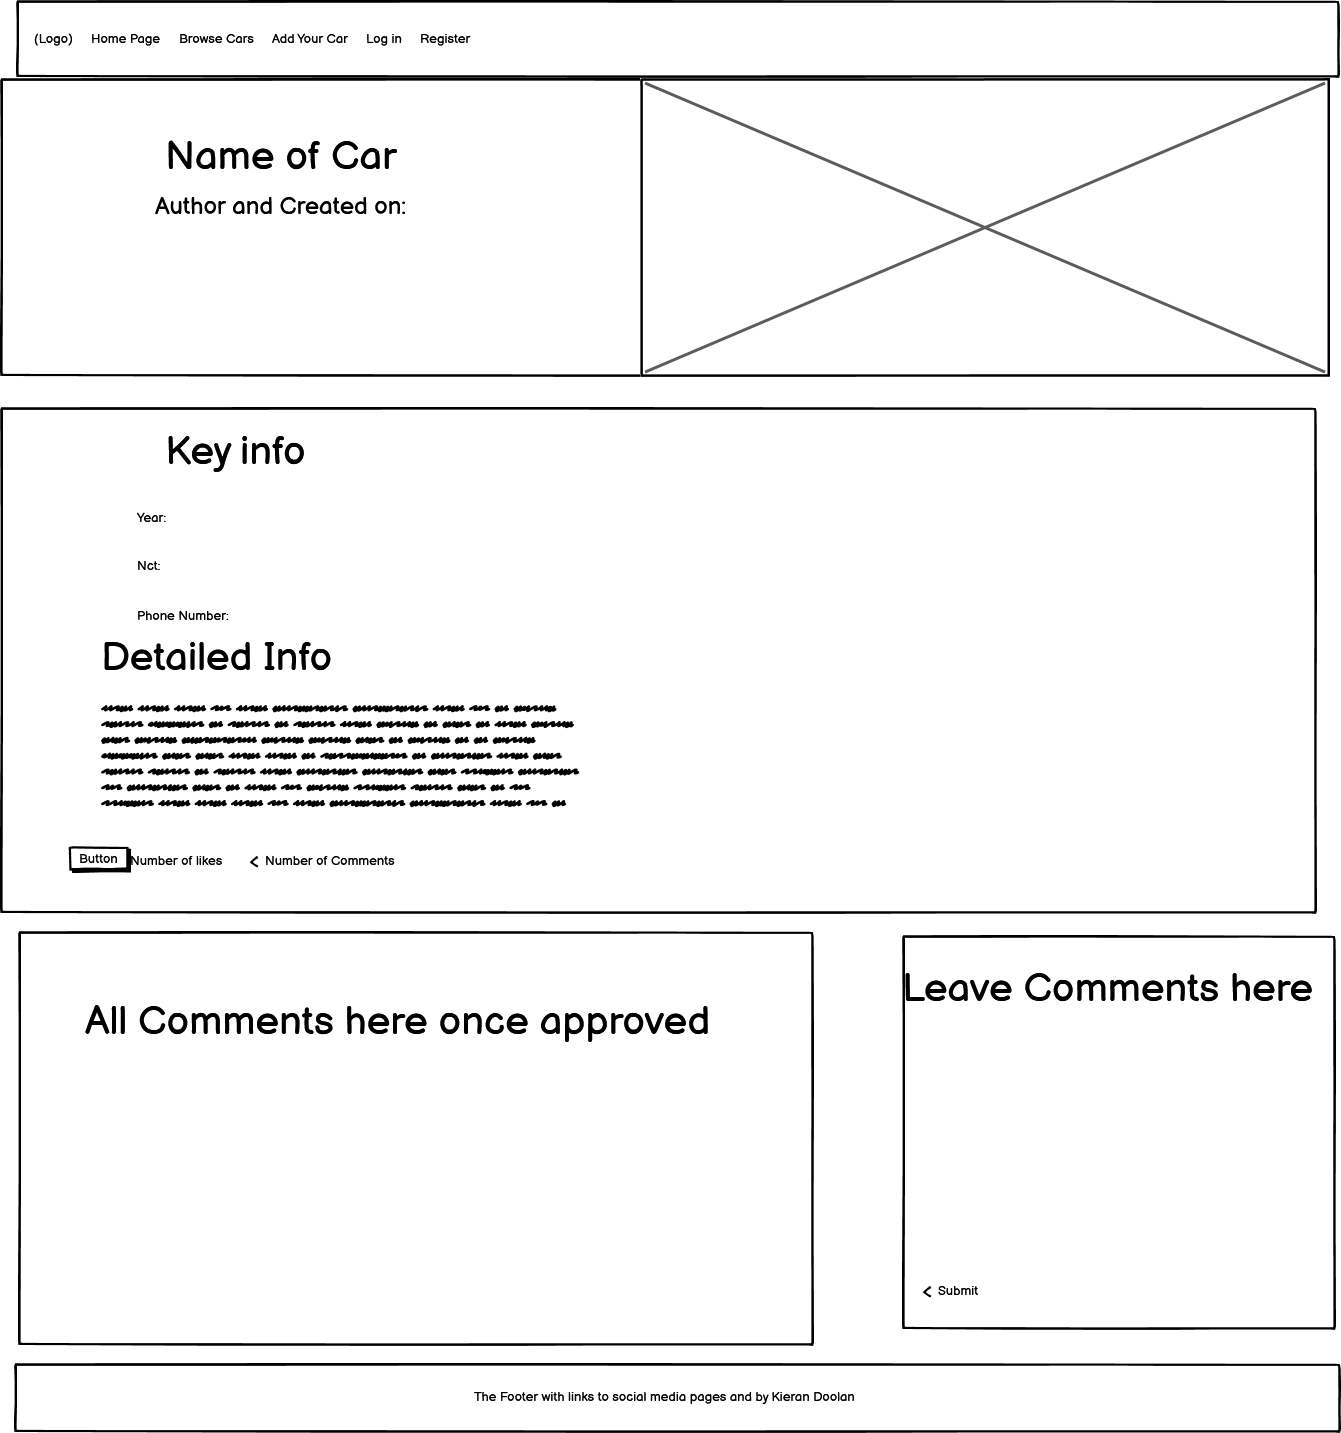 (Logo) Home Page Browse Cars Add Your Car Log in Register
Name of Car
Author and Created on:
Key info
Year:
Nct:
Phone Number:
Detailed Info
Button Number of likes Number of Comments
All Comments here once approved
Leave Comments here
Submit
The Footer with links to social media pages and by Kieran Doolan